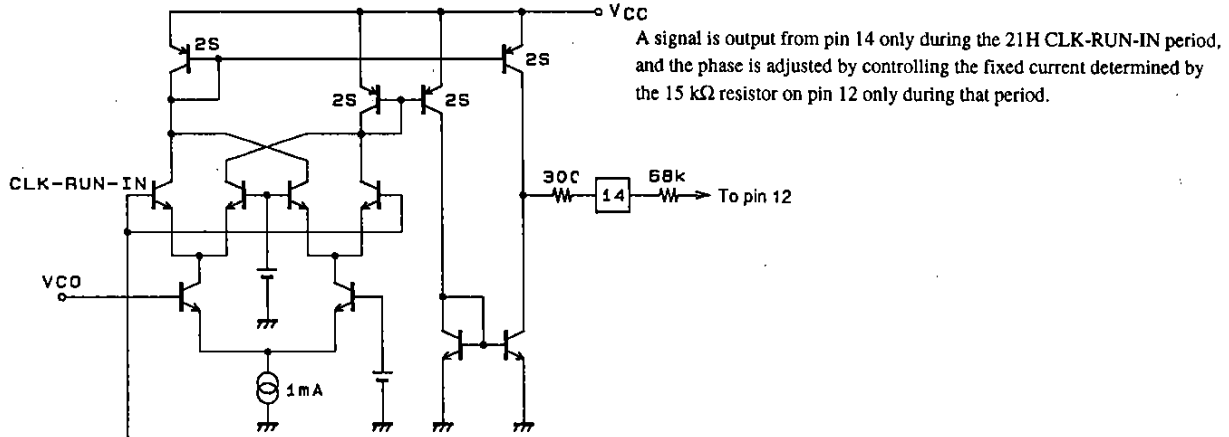 VCC
A signal is output from pin 14 only during the 21H CLK-RUN-IN period,
and the phase is adjusted by controlling the fixed current determined by
the 15 kΩ resistor on pin 12 only during that period.
2S
2S
2S
2S
CLK-RUN-IN
300
14
68k
To pin 12
VCO
1mA